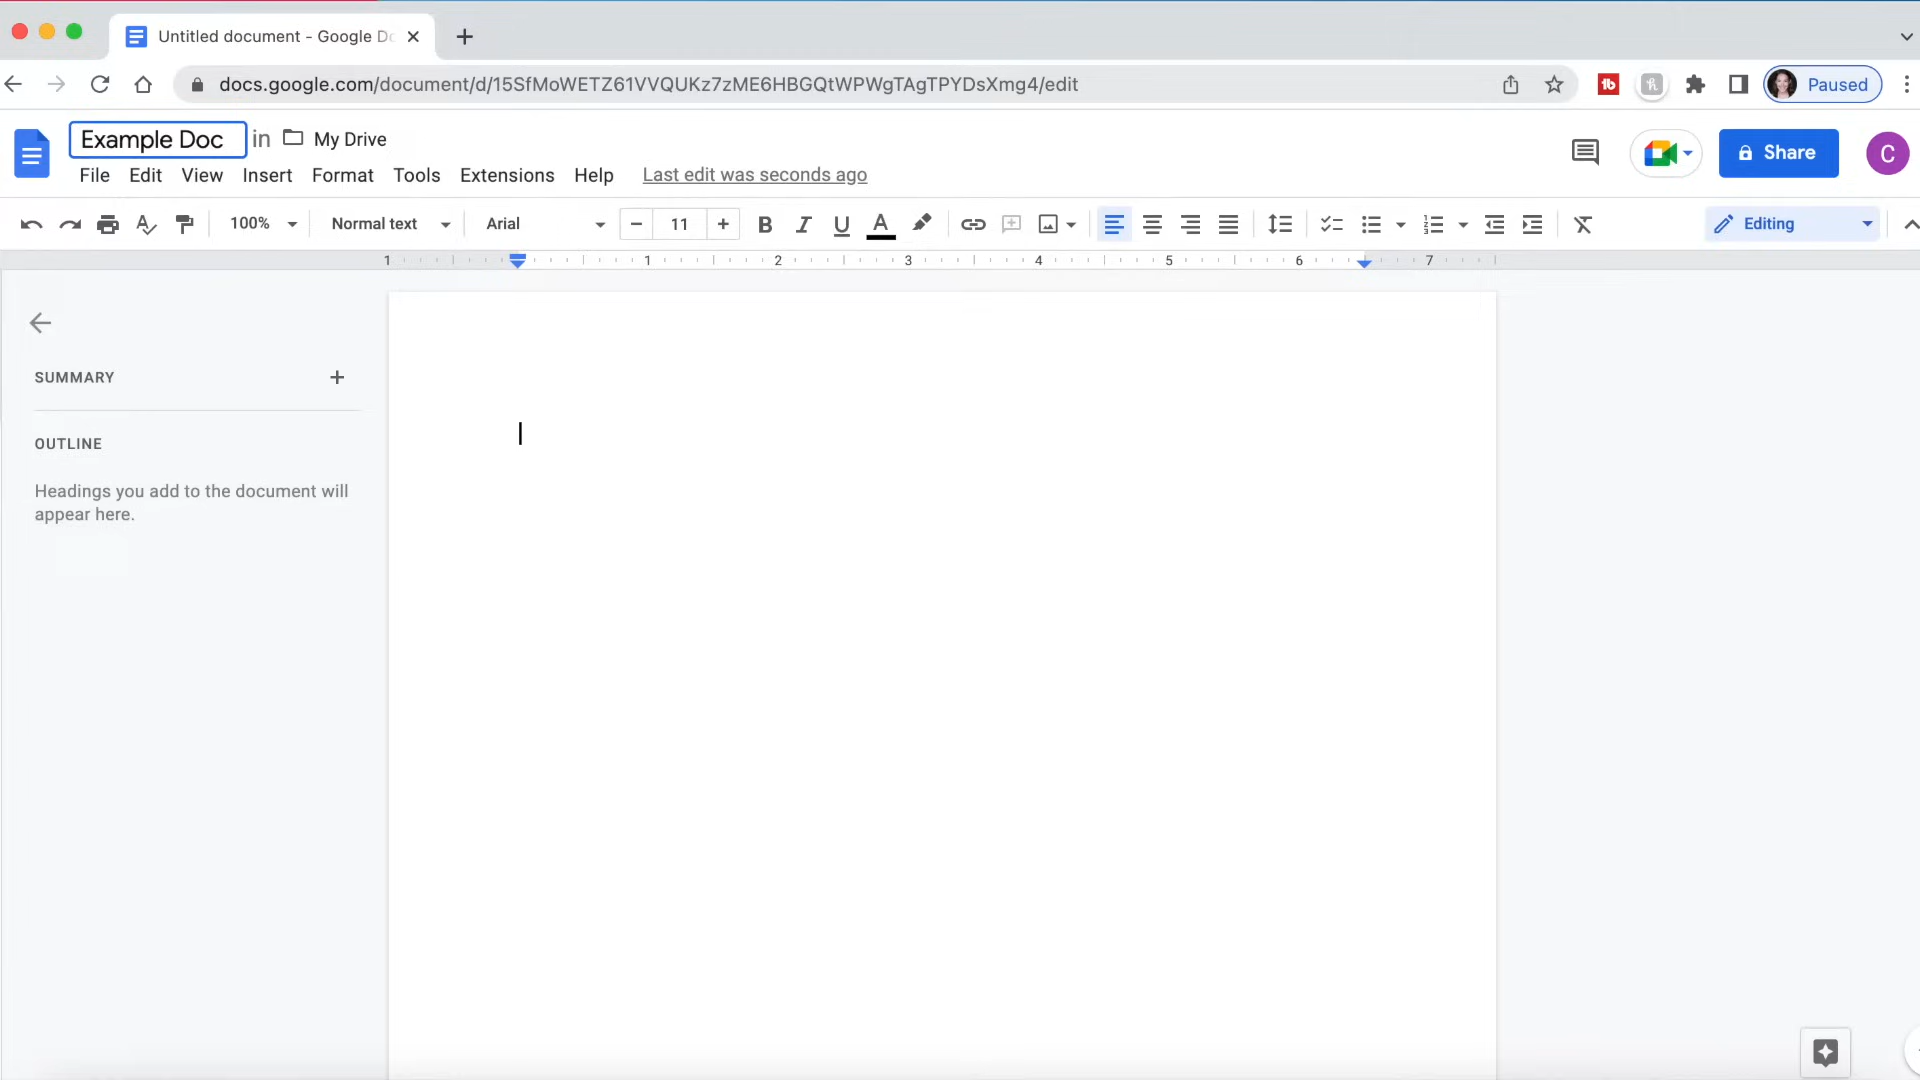 Untitled document - Google Do
docs.google.com/document/d/15SfMoWETZ61VVQUKz7zME6HBGQtWPWgTAgTPYDsXmg4/edit
Paused
Example Doc in My Drive
File Edit View Insert Format Tools Extensions Help Last edit was seconds ago
Share
C
100% Normal text Arial 11 B I U A Editing
1 1 2 3 4 5 6 7
SUMMARY
OUTLINE
Headings you add to the document will
appear here.